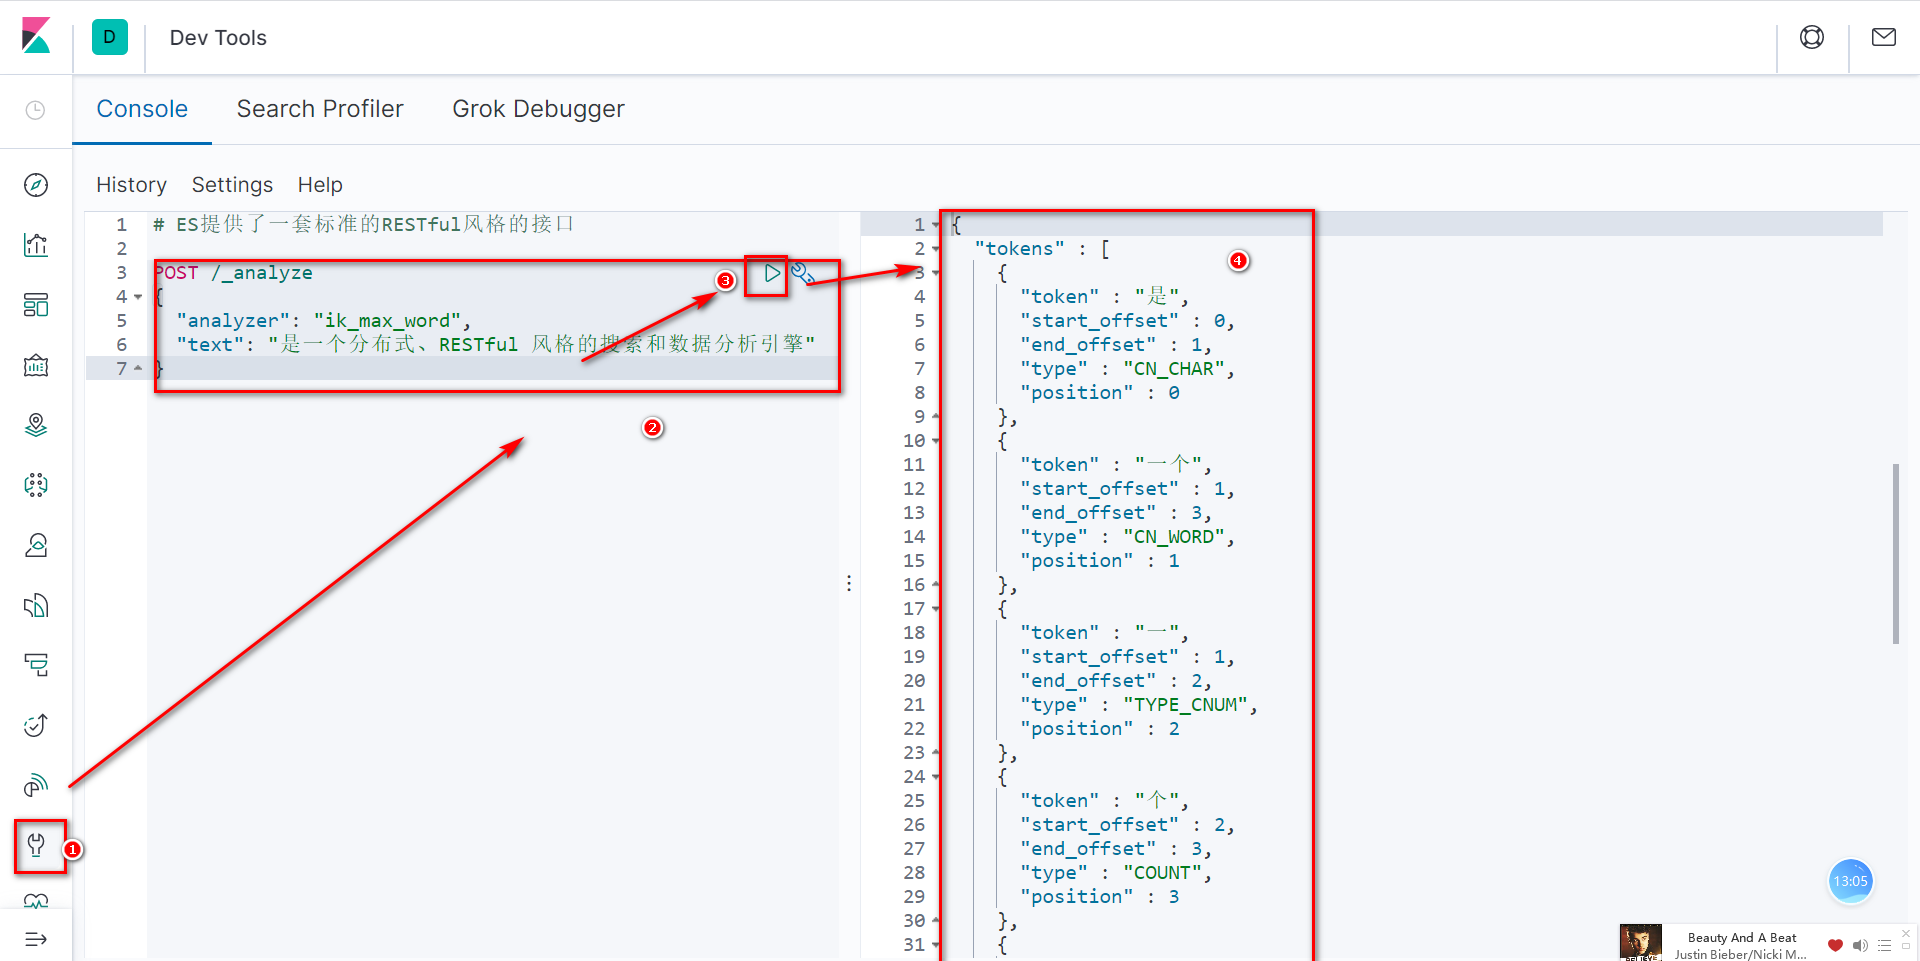 D
Dev Tools
Console Search Profiler Grok Debugger
History Settings Help
1 # ES提供了一套标准的RESTful风格的接口
2
3 POST /_analyze
4 {
5 "analyzer": "ik_max_word",
6 "text": "是一个分布式、RESTful 风格的搜索和数据分析引擎"
7 }
3
2
1
4
1 {
2 "tokens" : [
3 {
4 "token" : "是",
5 "start_offset" : 0,
6 "end_offset" : 1,
7 "type" : "CN_CHAR",
8 "position" : 0
9 },
10 {
11 "token" : "一个",
12 "start_offset" : 1,
13 "end_offset" : 3,
14 "type" : "CN_WORD",
15 "position" : 1
16 },
17 {
18 "token" : "一",
19 "start_offset" : 1,
20 "end_offset" : 2,
21 "type" : "TYPE_CNUM",
22 "position" : 2
23 },
24 {
25 "token" : "个",
26 "start_offset" : 2,
27 "end_offset" : 3,
28 "type" : "COUNT",
29 "position" : 3
30 },
31 {
13:05
BELIEVE
Beauty And A Beat
Justin Bieber/Nicki M...